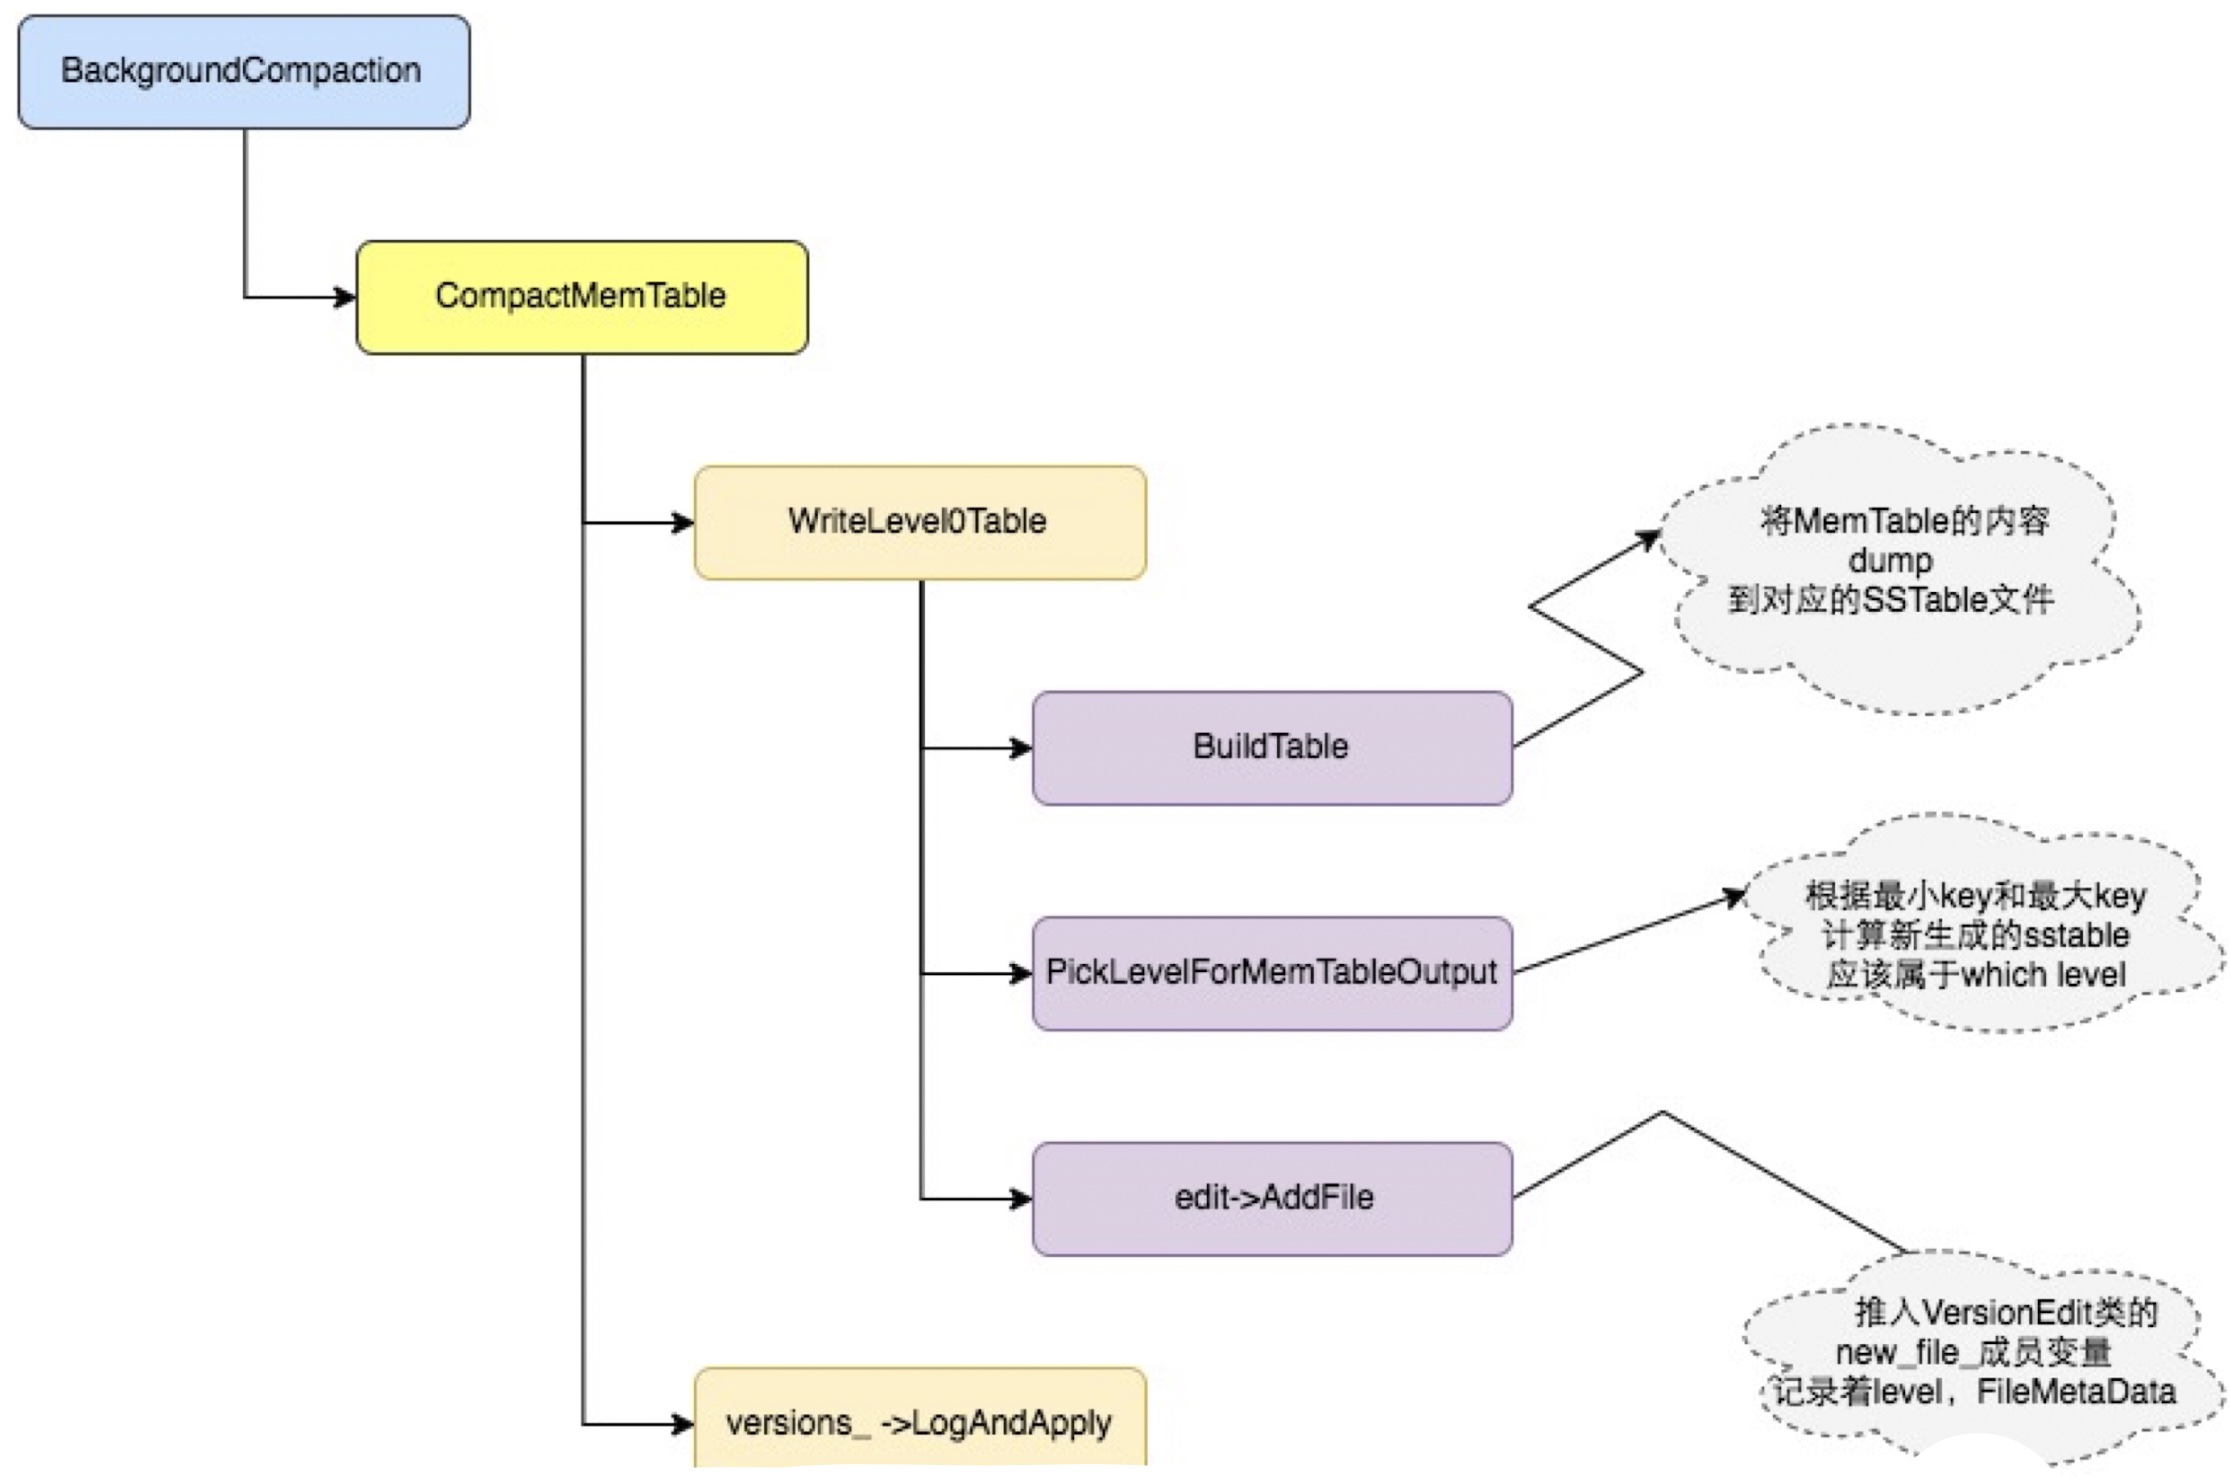 BackgroundCompaction
CompactMemTable
WriteLevel0Table
将MemTable的内容
dump
到对应的SSTable文件
BuildTable
根据最小key和最大key
计算新生成的sstable
应该属于which level
PickLevelForMemTableOutput
edit->AddFile
推入VersionEdit类的
new_file_成员变量
记录着level，FileMetaData
versions_ ->LogAndApply